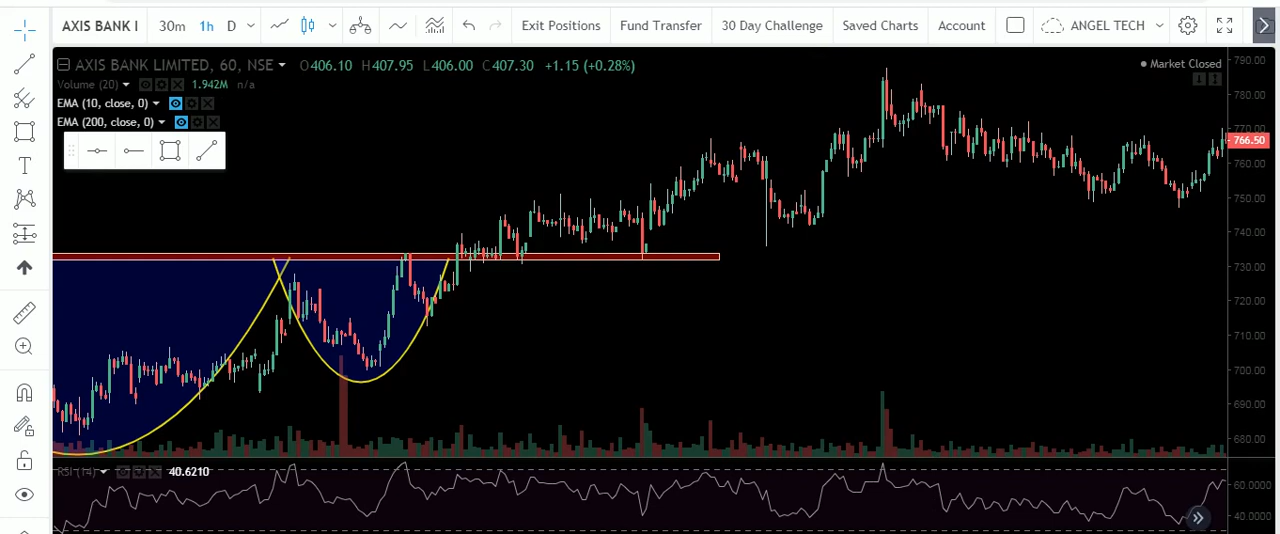 AXIS BANK I 30m 1h D Exit Positions Fund Transfer 30 Day Challenge Saved Charts Account ANGEL TECH
AXIS BANK LIMITED, 60, NSE O406.10 H407.95 L406.00 C407.30 +1.15 (+0.28%) Market Closed
Volume (20) 1.942M n/a
EMA (10, close, 0)
EMA (200, close, 0)
T
790.00
780.00
770.00
766.50
760.00
750.00
740.00
730.00
720.00
710.00
700.00
690.00
680.00
RSI (14) 40.6210
60.0000
40.0000